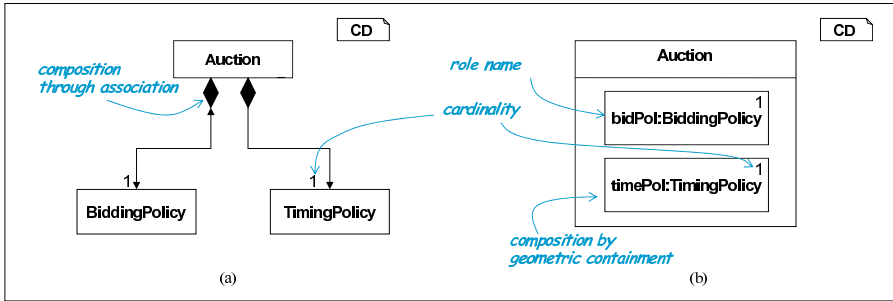 CD
Auction
composition
through association
1
BiddingPolicy
1
TimingPolicy
(a)
role name
cardinality
CD
Auction
1
bidPol:BiddingPolicy
1
timePol:TimingPolicy
composition by
geometric containment
(b)